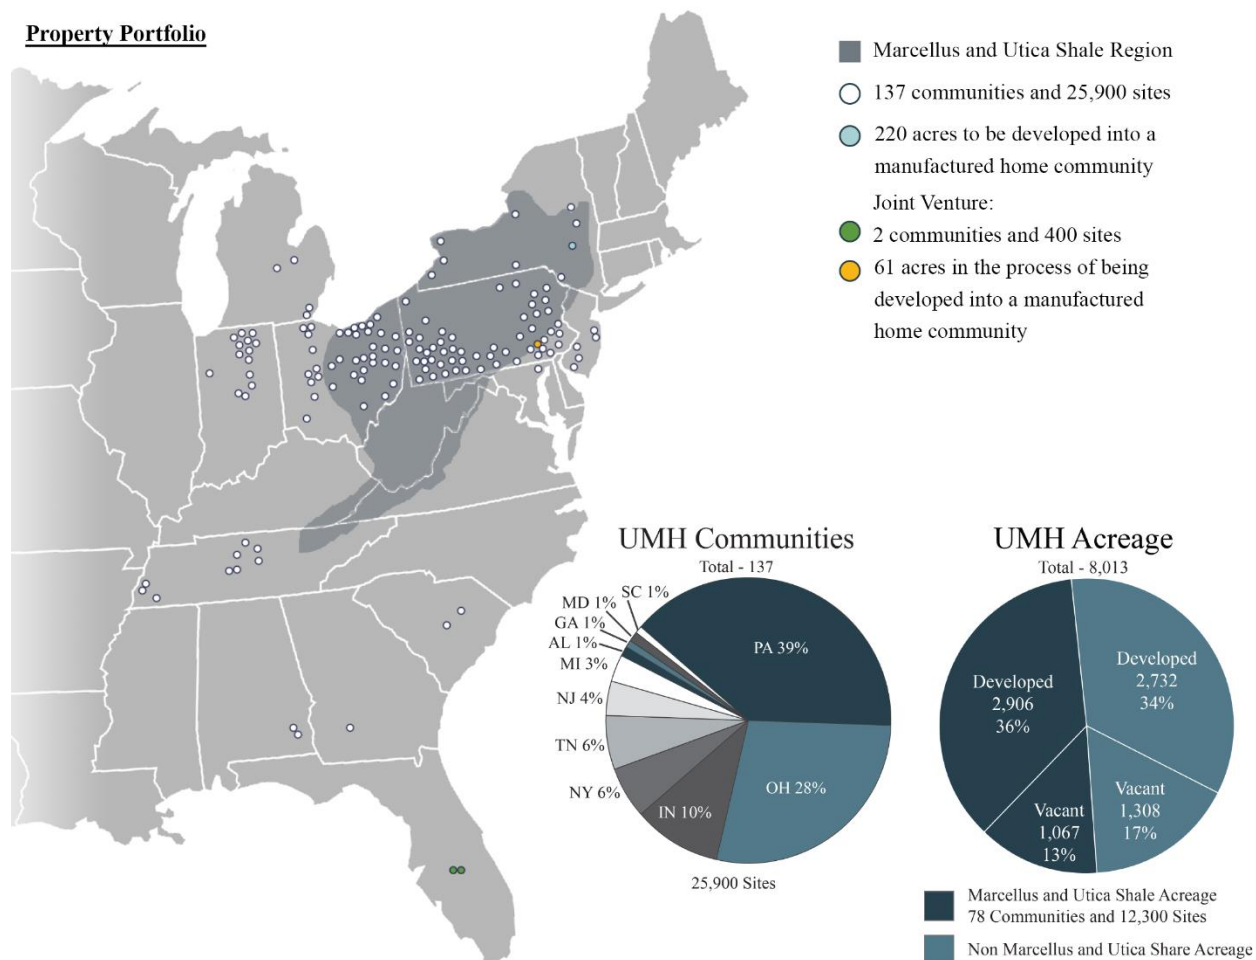 Property Portfolio
Marcellus and Utica Shale Region
137 communities and 25,900 sites
220 acres to be developed into a
manufactured home community
Joint Venture:
2 communities and 400 sites
61 acres in the process of being
developed into a manufactured
home community
UMH Communities
Total - 137
SC 1%
MD 1%
GA 1%
AL 1%
MI 3%
NJ 4%
TN 6%
NY 6%
IN 10%
OH 28%
PA 39%
25,900 Sites
UMH Acreage
Total - 8,013
Developed
2,906
36%
Developed
2,732
34%
Vacant
1,067
13%
Vacant
1,308
17%
Marcellus and Utica Shale Acreage
78 Communities and 12,300 Sites
Non Marcellus and Utica Share Acreage